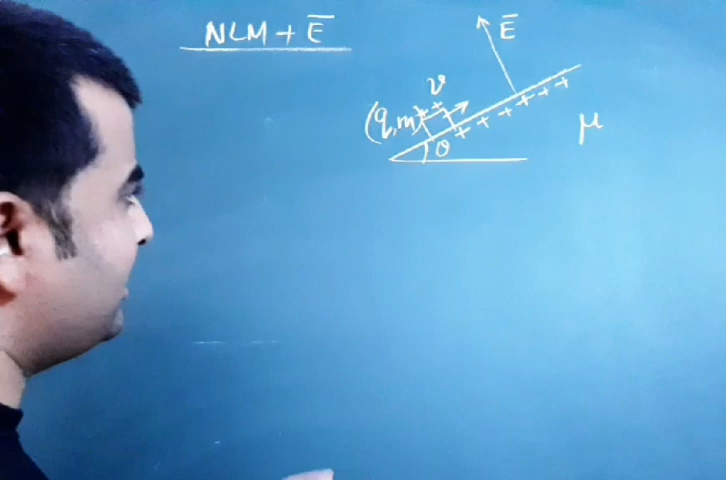 NLM + E̅
E̅
v
(q,m)
+ + + + + + +
θ
μ